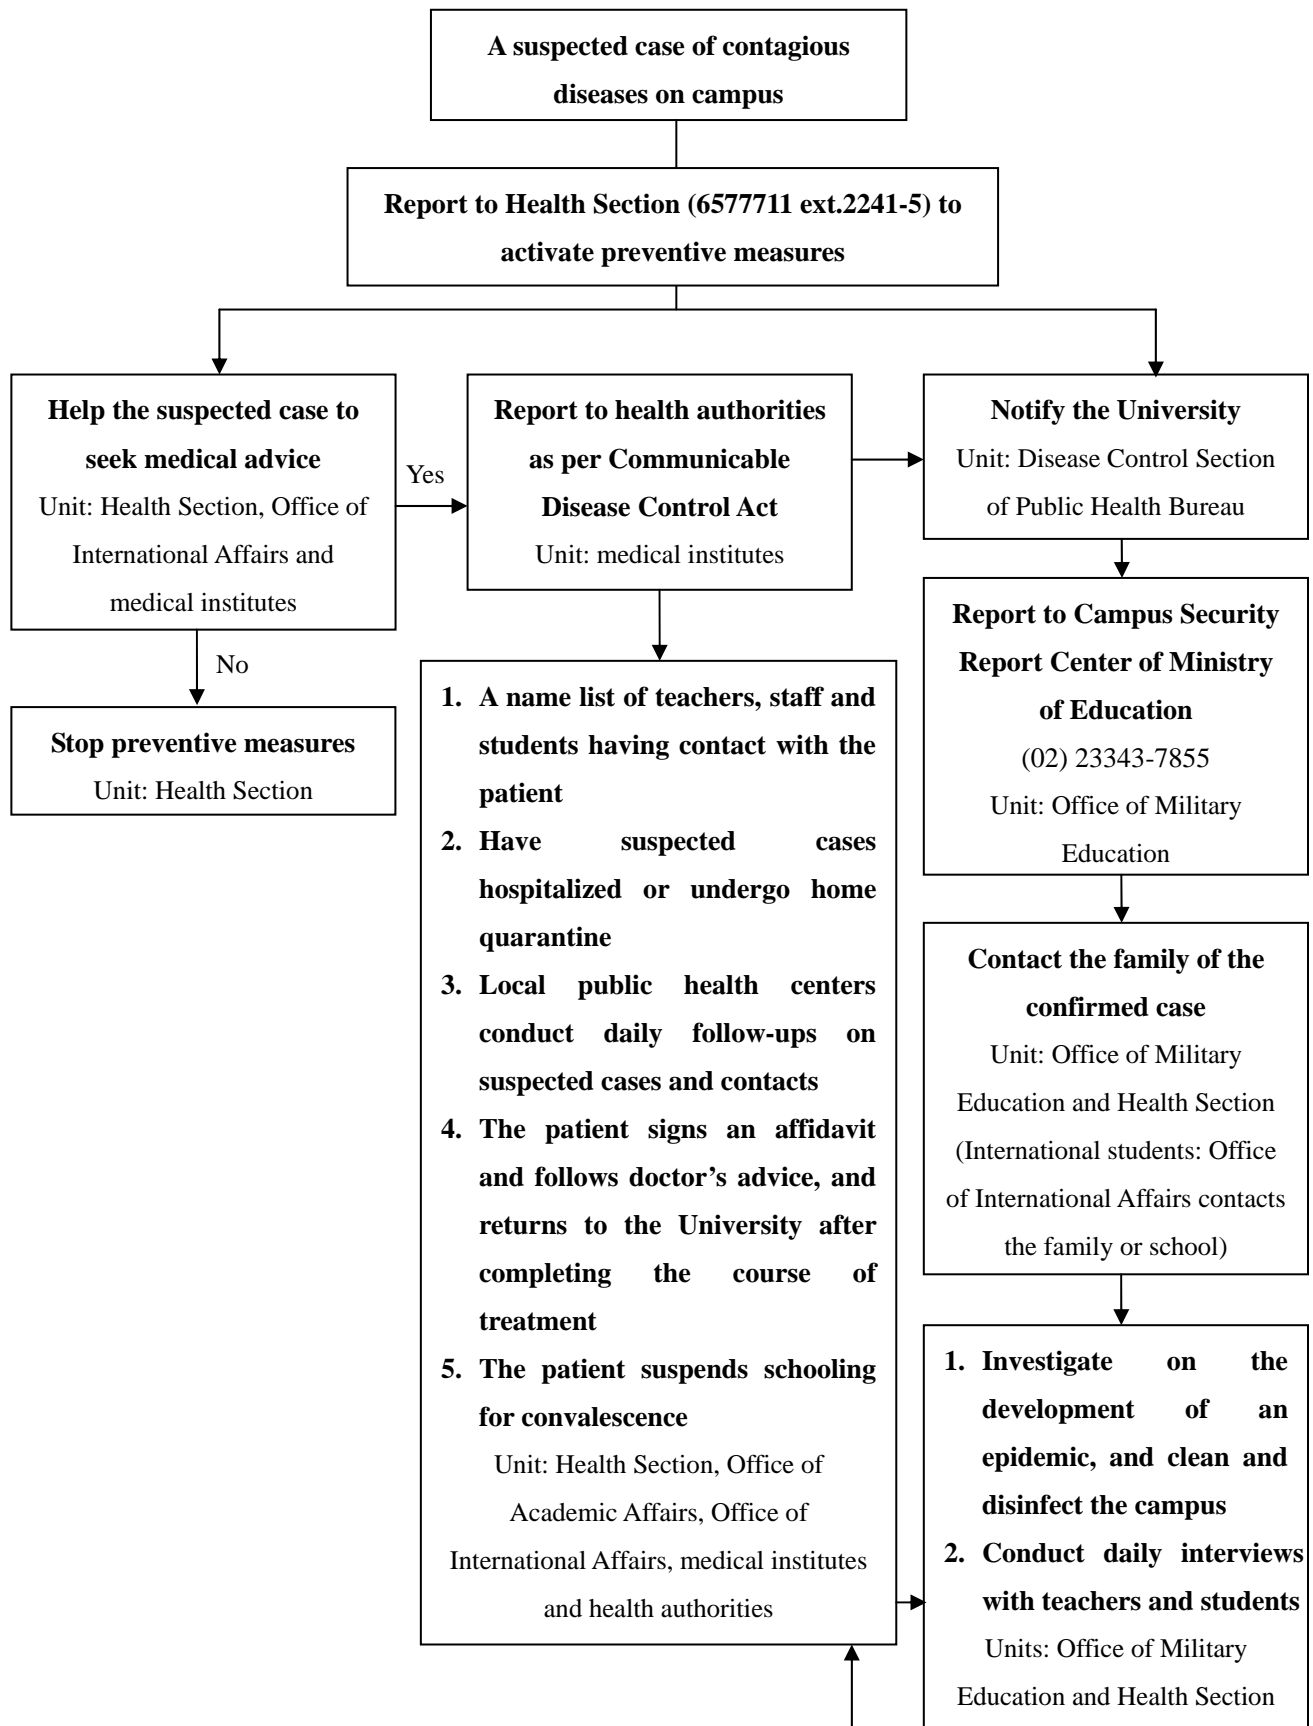 A suspected case of contagious
diseases on campus
Report to Health Section (6577711 ext.2241-5) to
activate preventive measures
Help the suspected case to
seek medical advice
Unit: Health Section, Office of
International Affairs and
medical institutes
Yes
Report to health authorities
as per Communicable
Disease Control Act
Unit: medical institutes
Notify the University
Unit: Disease Control Section
of Public Health Bureau
No
Stop preventive measures
Unit: Health Section
Report to Campus Security
Report Center of Ministry
of Education
(02) 23343-7855
Unit: Office of Military
Education
1. A name list of teachers, staff and
students having contact with the
patient
2. Have suspected cases
hospitalized or undergo home
quarantine
3. Local public health centers
conduct daily follow-ups on
suspected cases and contacts
4. The patient signs an affidavit
and follows doctor’s advice, and
returns to the University after
completing the course of
treatment
5. The patient suspends schooling
for convalescence
Unit: Health Section, Office of
Academic Affairs, Office of
International Affairs, medical institutes
and health authorities
Contact the family of the
confirmed case
Unit: Office of Military
Education and Health Section
(International students: Office
of International Affairs contacts
the family or school)
1. Investigate on the
development of an
epidemic, and clean and
disinfect the campus
2. Conduct daily interviews
with teachers and students
Units: Office of Military
Education and Health Section